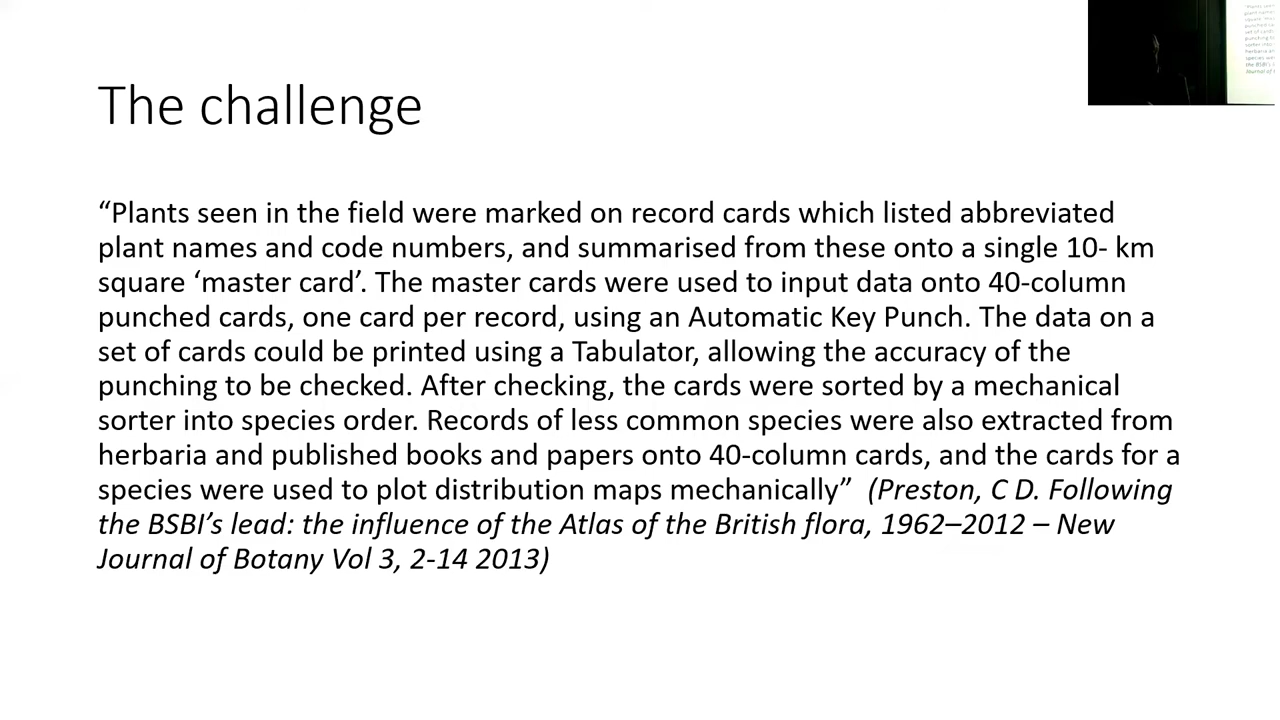 The challenge
“Plants seen in the field were marked on record cards which listed abbreviated
plant names and code numbers, and summarised from these onto a single 10- km
square ‘master card’. The master cards were used to input data onto 40-column
punched cards, one card per record, using an Automatic Key Punch. The data on a
set of cards could be printed using a Tabulator, allowing the accuracy of the
punching to be checked. After checking, the cards were sorted by a mechanical
sorter into species order. Records of less common species were also extracted from
herbaria and published books and papers onto 40-column cards, and the cards for a
species were used to plot distribution maps mechanically” (Preston, C D. Following
the BSBI’s lead: the influence of the Atlas of the British flora, 1962–2012 – New
Journal of Botany Vol 3, 2-14 2013)